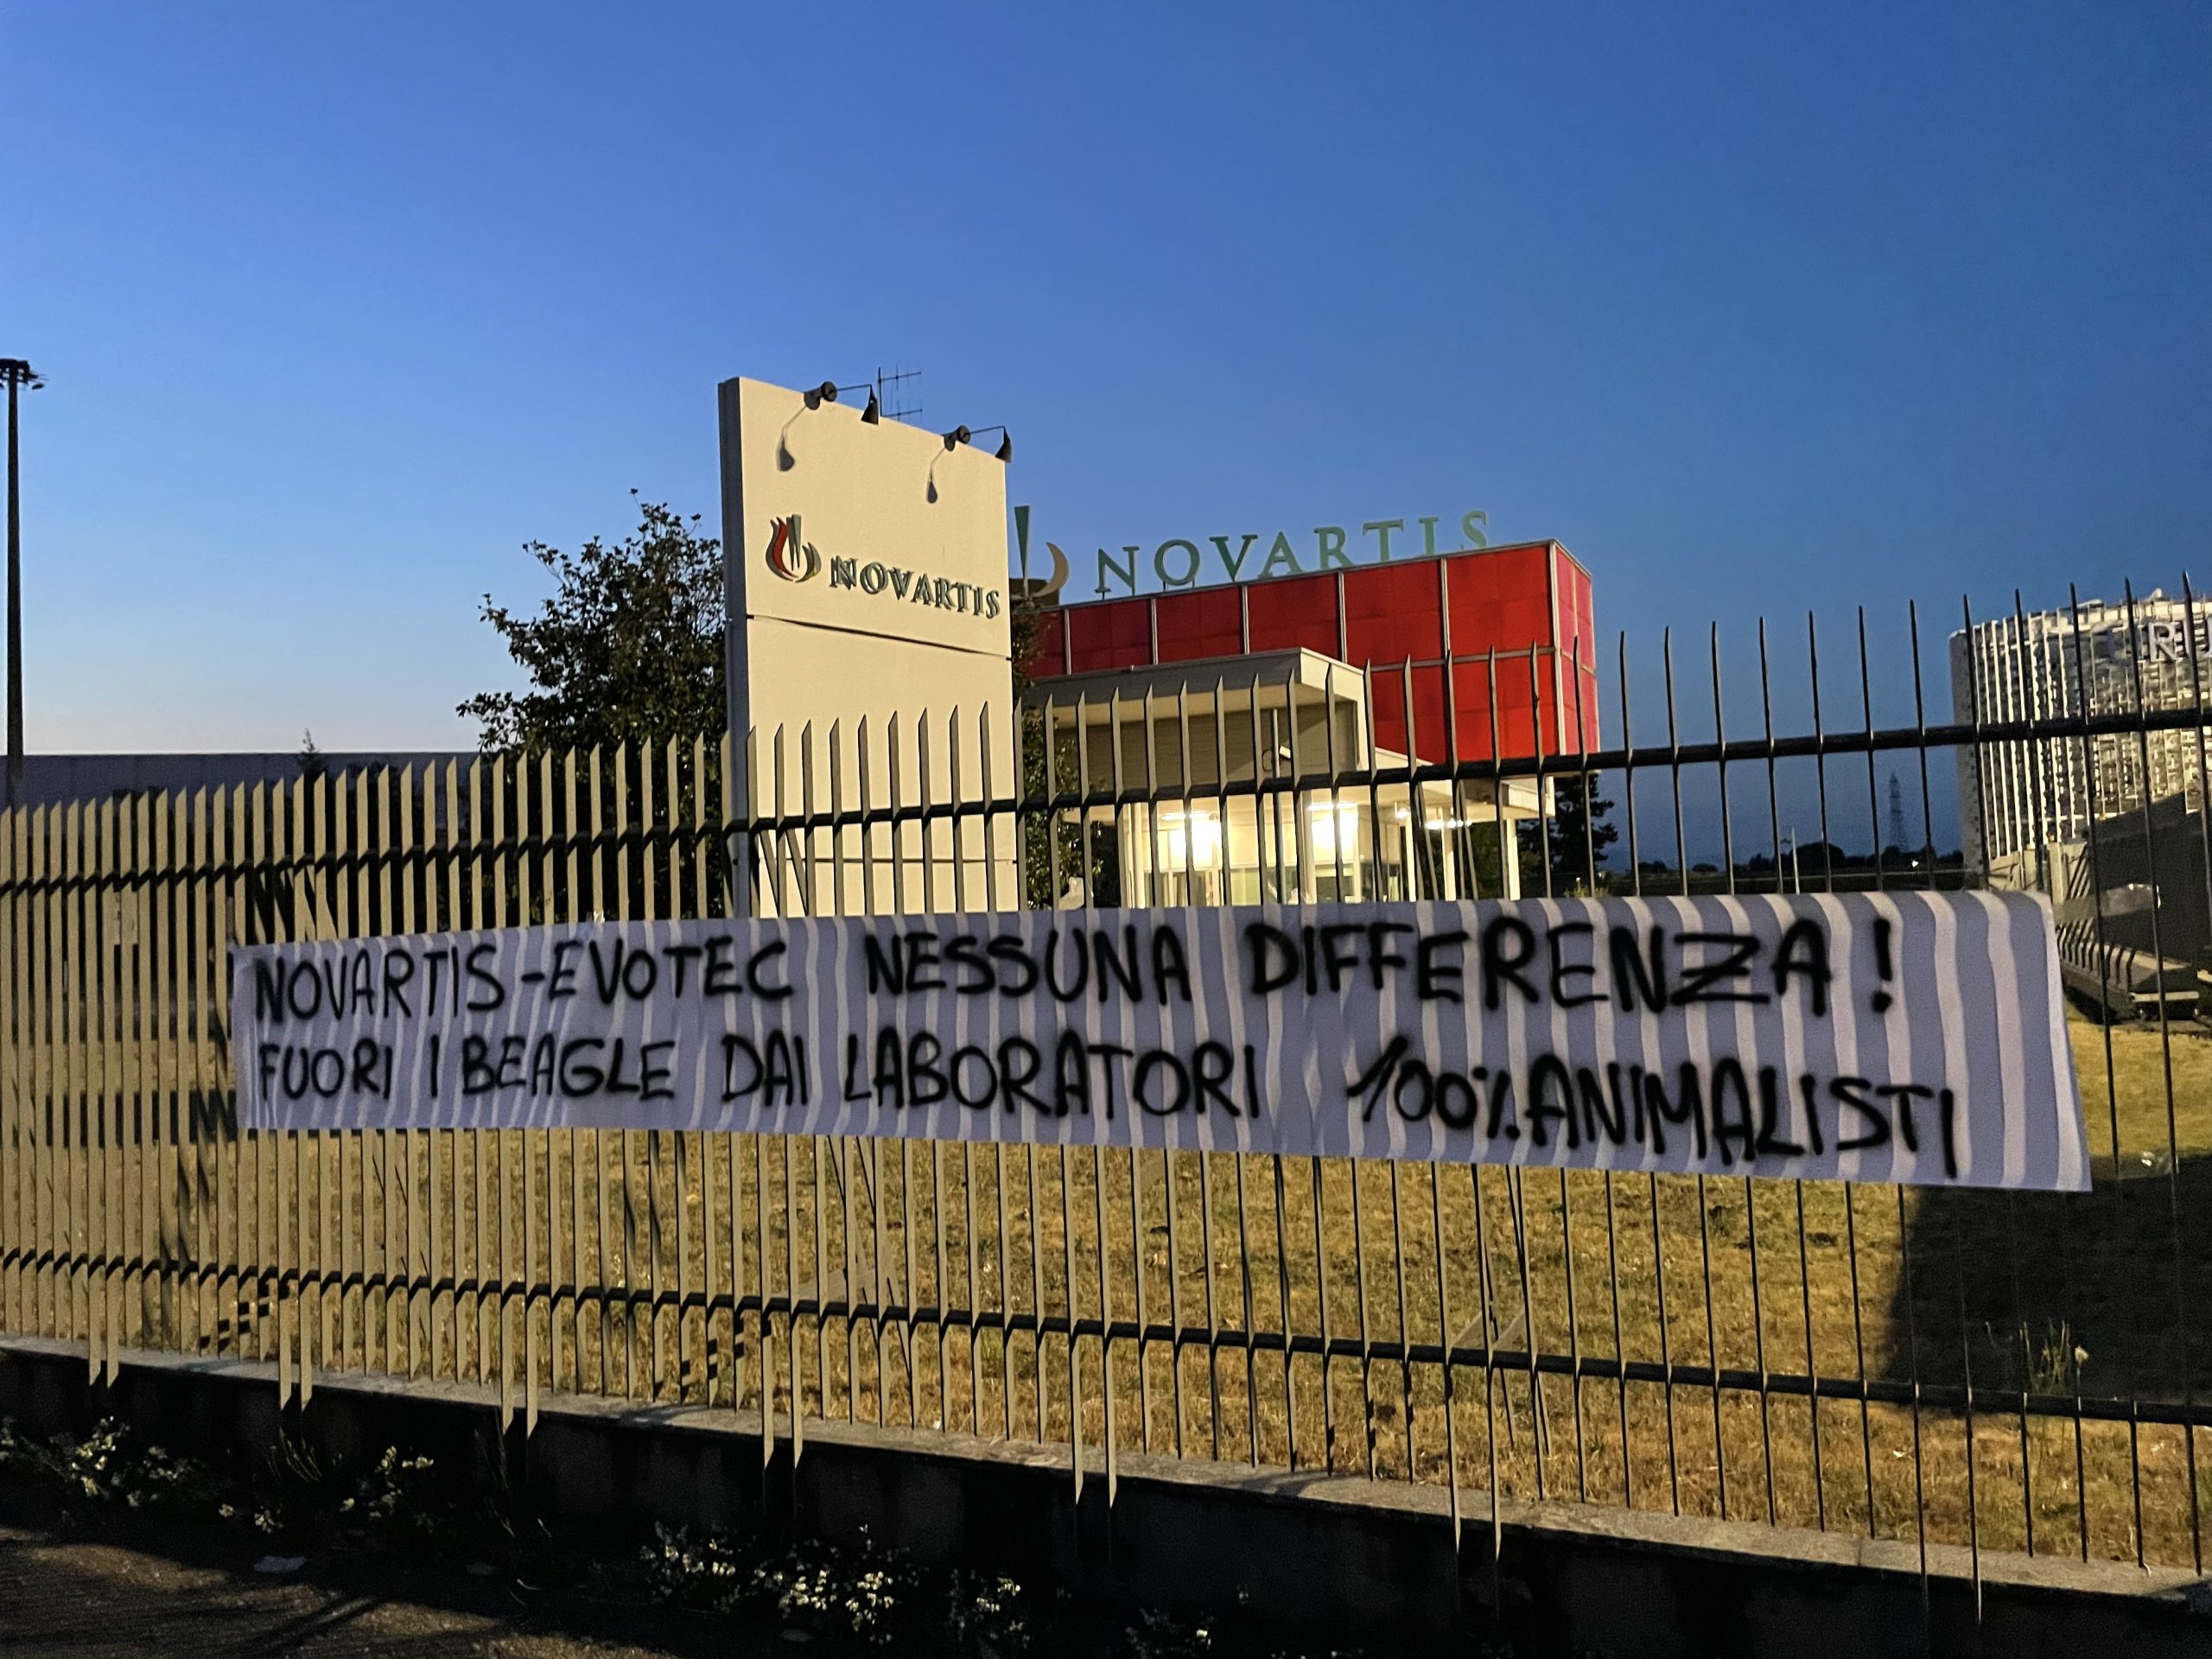 NOVARTIS
NOVARTIS
NOVARTIS-EVOTEC NESSUNA DIFFERENZA!
FUORI I BEAGLE DAI LABORATORI 100%ANIMALISTI